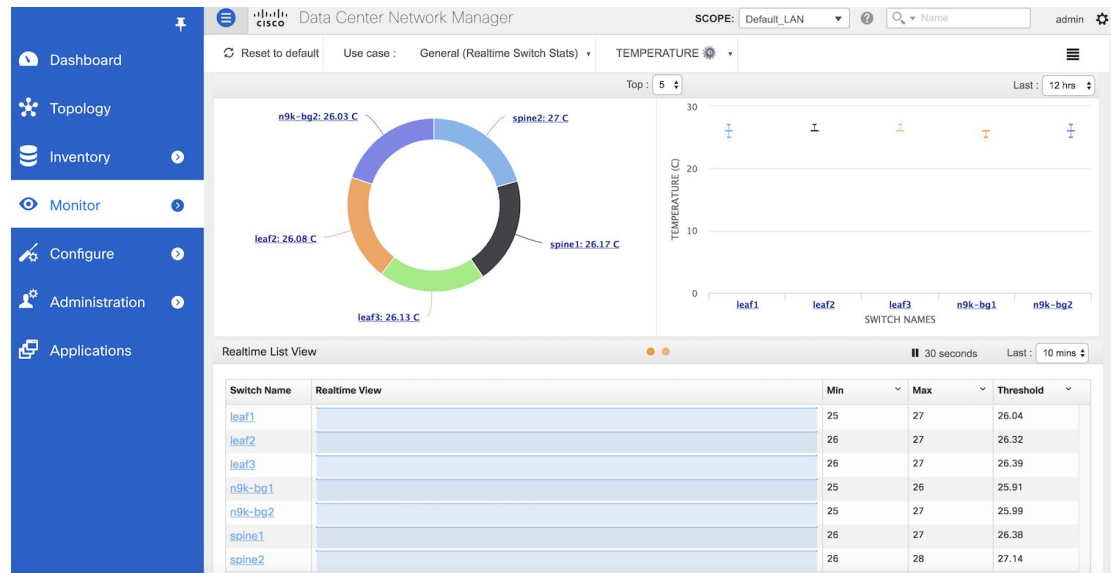 cisco Data Center Network Manager SCOPE: Default_LAN Name admin
Reset to default Use case : General (Realtime Switch Stats) TEMPERATURE
Dashboard
Topology
Inventory
Monitor
Configure
Administration
Applications
Top : 5 Last : 12 hrs
n9k-bg2: 26.03 C
spine2: 27 C
leaf2: 26.08 C
spine1: 26.17 C
leaf3: 26.13 C
30
20
10
0
TEMPERATURE (C)
leaf1 leaf2 leaf3 n9k-bg1 n9k-bg2
SWITCH NAMES
Realtime List View 30 seconds Last : 10 mins
Switch Name Realtime View Min Max Threshold
leaf1 25 27 26.04
leaf2 26 27 26.32
leaf3 26 27 26.39
n9k-bg1 25 26 25.91
n9k-bg2 25 27 25.99
spine1 26 27 26.38
spine2 26 28 27.14